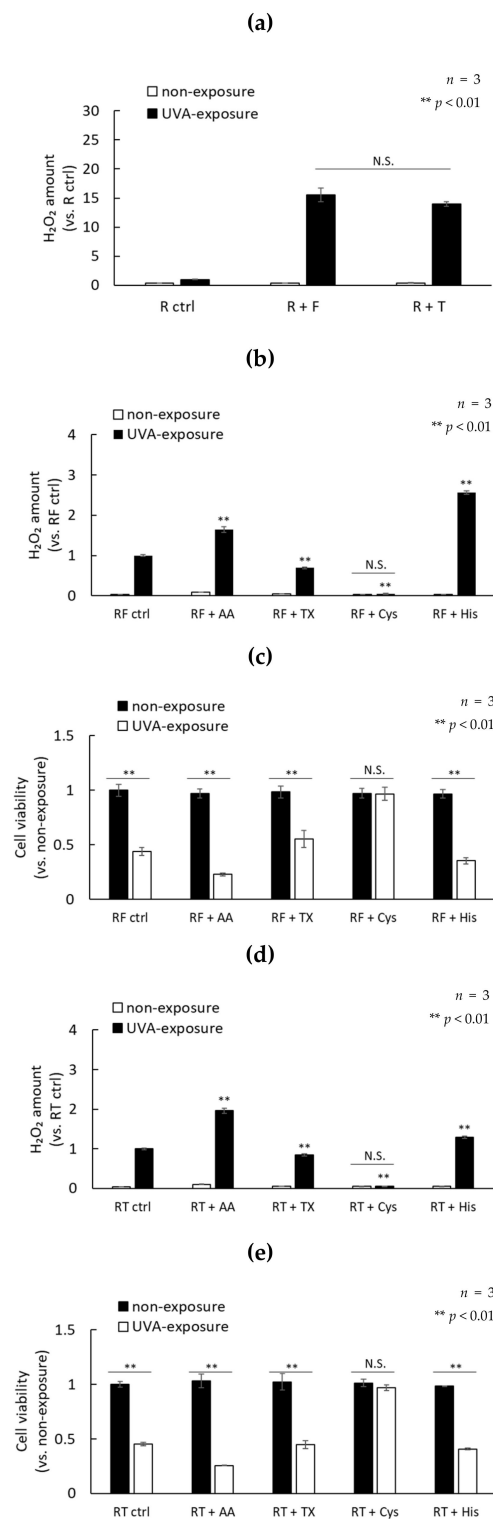 (a)
n = 3
** p < 0.01
non-exposure
UVA-exposure
H₂O₂ amount
(vs. R ctrl)
30
25
20
15
10
5
0
N.S.
R ctrl
R + F
R + T
(b)
n = 3
** p < 0.01
non-exposure
UVA-exposure
H₂O₂ amount
(vs. RF ctrl)
4
3
2
1
0
**
**
N.S.
**
**
RF ctrl
RF + AA
RF + TX
RF + Cys
RF + His
(c)
n = 3
** p < 0.01
non-exposure
UVA-exposure
Cell viability
(vs. non-exposure)
1.5
1
0.5
0
**
**
**
N.S.
**
RF ctrl
RF + AA
RF + TX
RF + Cys
RF + His
(d)
n = 3
** p < 0.01
non-exposure
UVA-exposure
H₂O₂ amount
(vs. RT ctrl)
4
3
2
1
0
**
**
N.S.
**
**
RT ctrl
RT + AA
RT + TX
RT + Cys
RT + His
(e)
n = 3
** p < 0.01
non-exposure
UVA-exposure
Cell viability
(vs. non-exposure)
1.5
1
0.5
0
**
**
**
N.S.
**
RT ctrl
RT + AA
RT + TX
RT + Cys
RT + His